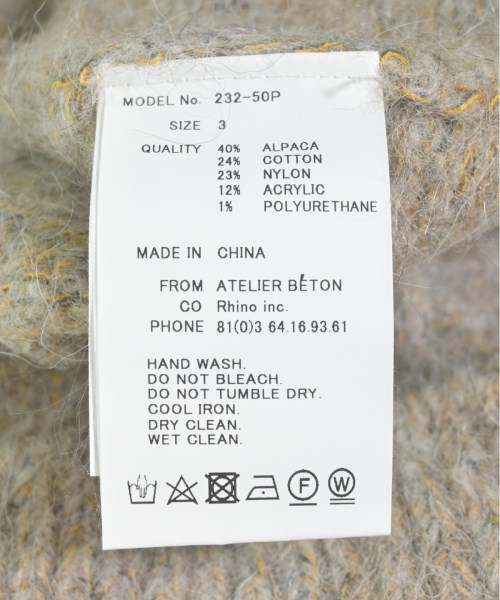 MODEL No. 232-50P
SIZE 3
QUALITY 40% ALPACA
24% COTTON
23% NYLON
12% ACRYLIC
1% POLYURETHANE
MADE IN CHINA
FROM ATELIER BÉTON
CO Rhino inc.
PHONE 81(0)3 64.16.93.61
HAND WASH.
DO NOT BLEACH.
DO NOT TUMBLE DRY.
COOL IRON.
DRY CLEAN.
WET CLEAN.
F W